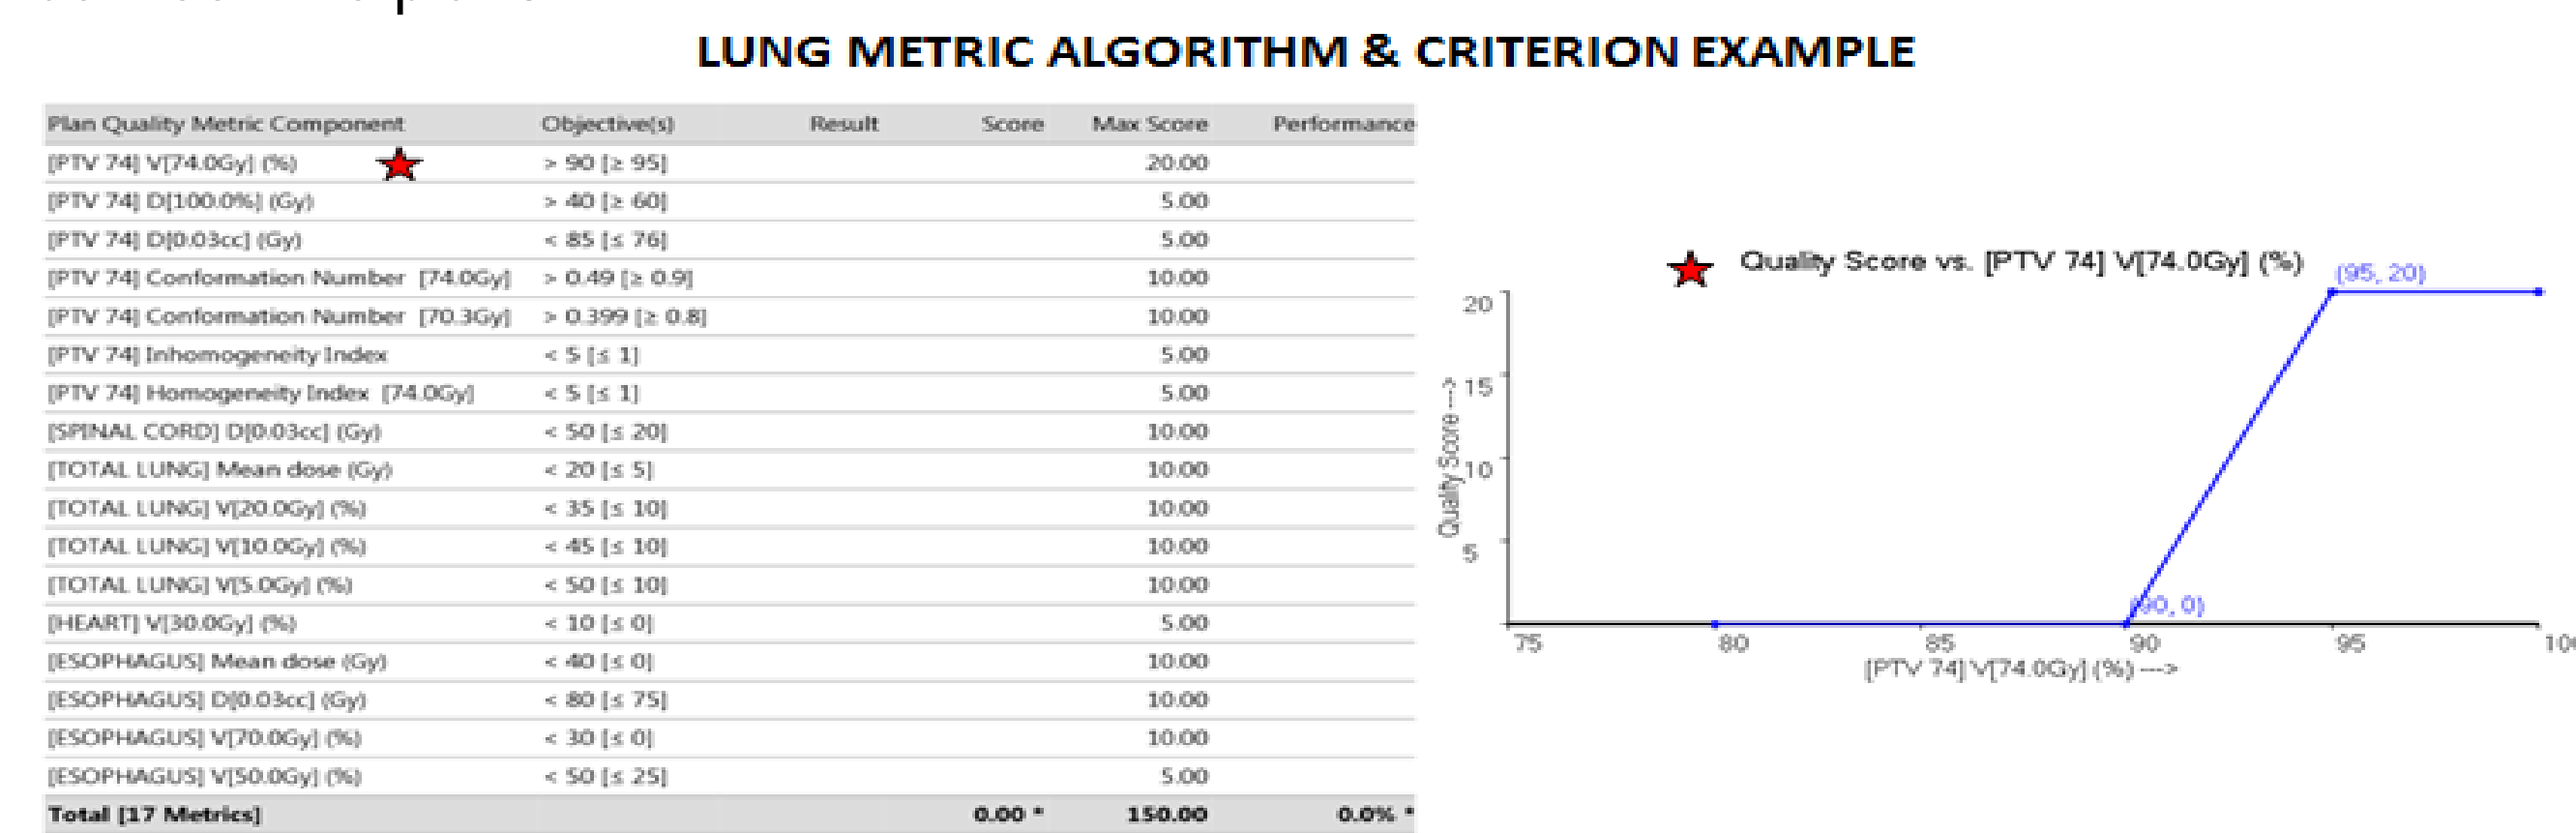 LUNG METRIC ALGORITHM & CRITERION EXAMPLE
Plan Quality Metric Component Objective(s) Result Score Max Score Performance
[PTV 74] V[74.0Gy] (%) > 90 [≥ 95] 20.00
[PTV 74] D[100.0%] (Gy) > 40 [≥ 60] 5.00
[PTV 74] D[0.03cc] (Gy) < 85 [≤ 76] 5.00
[PTV 74] Conformation Number [74.0Gy] > 0.49 [≥ 0.9] 10.00
[PTV 74] Conformation Number [70.3Gy] > 0.399 [≥ 0.8] 10.00
[PTV 74] Inhomogeneity Index < 5 [≤ 1] 5.00
[PTV 74] Homogeneity Index [74.0Gy] < 5 [≤ 1] 5.00
[SPINAL CORD] D[0.03cc] (Gy) < 50 [≤ 20] 10.00
[TOTAL LUNG] Mean dose (Gy) < 20 [≤ 5] 10.00
[TOTAL LUNG] V[20.0Gy] (%) < 35 [≤ 10] 10.00
[TOTAL LUNG] V[10.0Gy] (%) < 45 [≤ 10] 10.00
[TOTAL LUNG] V[5.0Gy] (%) < 50 [≤ 10] 10.00
[HEART] V[30.0Gy] (%) < 10 [≤ 0] 5.00
[ESOPHAGUS] Mean dose (Gy) < 40 [≤ 0] 10.00
[ESOPHAGUS] D[0.03cc] (Gy) < 80 [≤ 75] 10.00
[ESOPHAGUS] V[70.0Gy] (%) < 30 [≤ 0] 10.00
[ESOPHAGUS] V[50.0Gy] (%) < 50 [≤ 25] 5.00
Total [17 Metrics] 0.00 * 150.00 0.0% *
Quality Score vs. [PTV 74] V[74.0Gy] (%)
(95, 20)
20
15
10
5
Quality Score --->
(90, 0)
75 80 85 90 95
[PTV 74] V[74.0Gy] (%) --->